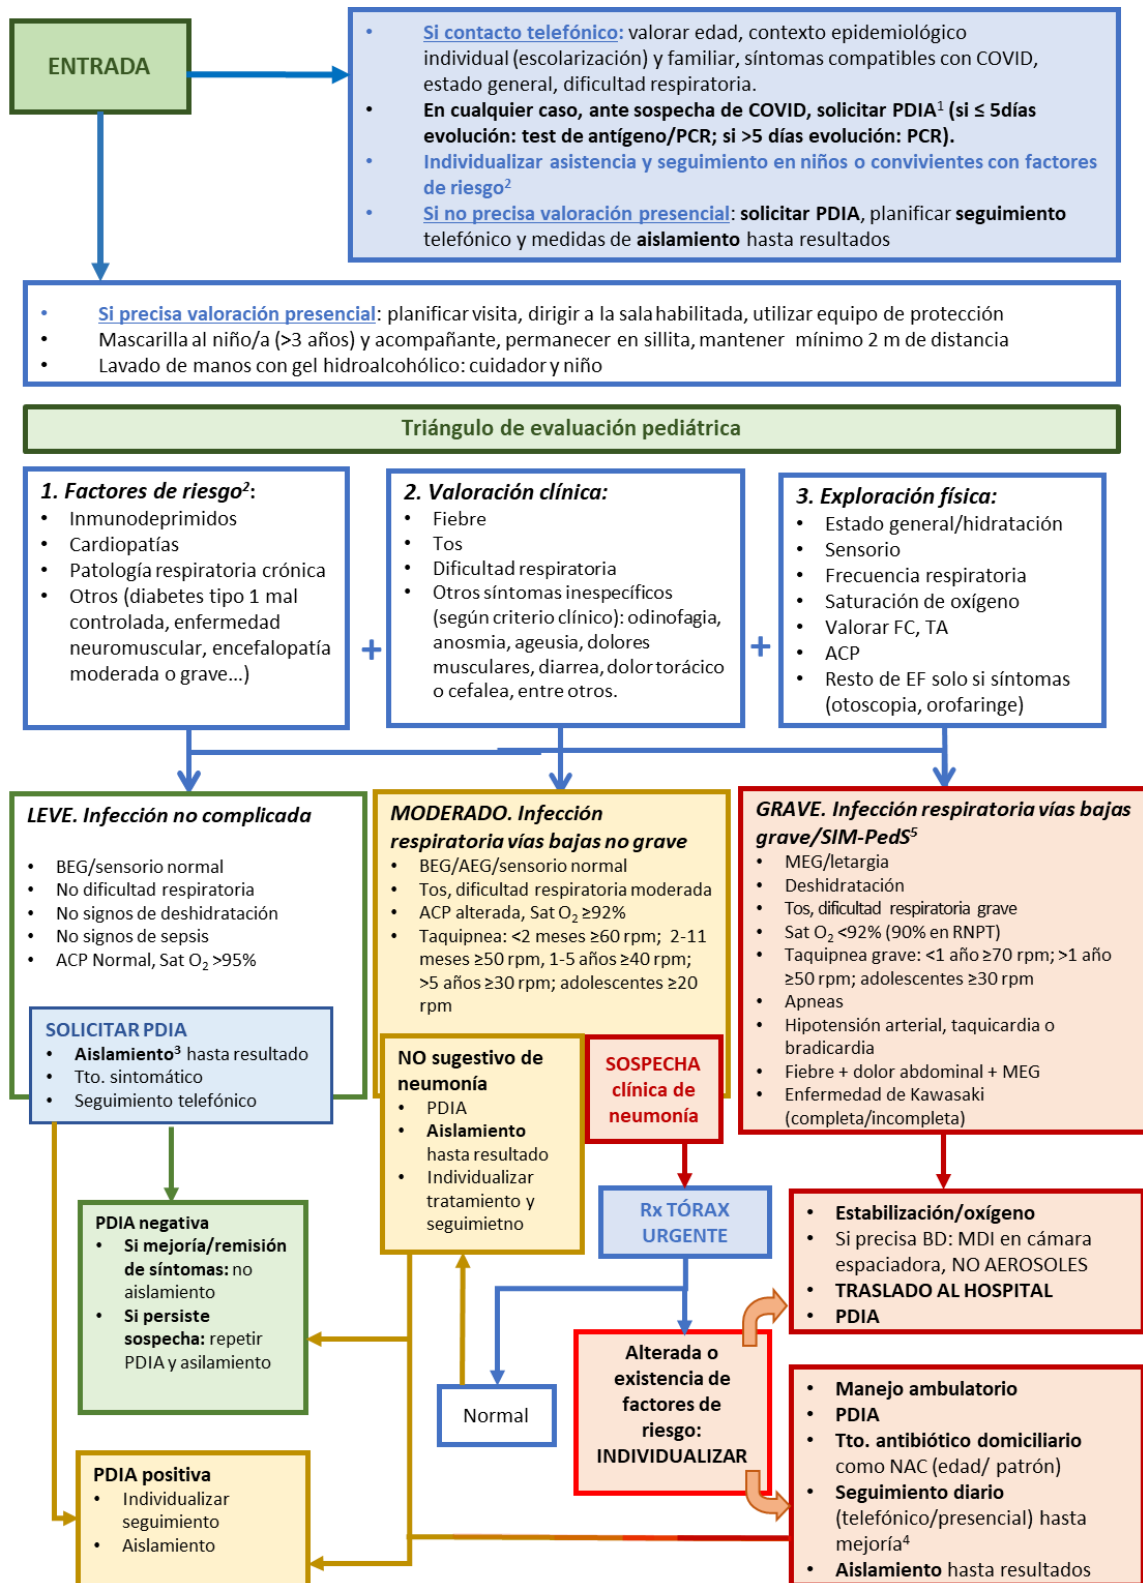 ENTRADA
• Si contacto telefónico: valorar edad, contexto epidemiológico
individual (escolarización) y familiar, síntomas compatibles con COVID,
estado general, dificultad respiratoria.
• En cualquier caso, ante sospecha de COVID, solicitar PDIA¹ (si ≤ 5días
evolución: test de antígeno/PCR; si >5 días evolución: PCR).
• Individualizar asistencia y seguimiento en niños o convivientes con factores
de riesgo²
• Si no precisa valoración presencial: solicitar PDIA, planificar seguimiento
telefónico y medidas de aislamiento hasta resultados
• Si precisa valoración presencial: planificar visita, dirigir a la sala habilitada, utilizar equipo de protección
• Mascarilla al niño/a (>3 años) y acompañante, permanecer en sillita, mantener mínimo 2 m de distancia
• Lavado de manos con gel hidroalcohólico: cuidador y niño
Triángulo de evaluación pediátrica
1. Factores de riesgo²:
• Inmunodeprimidos
• Cardiopatías
• Patología respiratoria crónica
• Otros (diabetes tipo 1 mal
controlada, enfermedad
neuromuscular, encefalopatía
moderada o grave...)
+
2. Valoración clínica:
• Fiebre
• Tos
• Dificultad respiratoria
• Otros síntomas inespecíficos
(según criterio clínico): odinofagia,
anosmia, ageusia, dolores
musculares, diarrea, dolor torácico
o cefalea, entre otros.
+
3. Exploración física:
• Estado general/hidratación
• Sensorio
• Frecuencia respiratoria
• Saturación de oxígeno
• Valorar FC, TA
• ACP
• Resto de EF solo si síntomas
(otoscopia, orofaringe)
LEVE. Infección no complicada
• BEG/sensorio normal
• No dificultad respiratoria
• No signos de deshidratación
• No signos de sepsis
• ACP Normal, Sat O₂ >95%
SOLICITAR PDIA
• Aislamiento³ hasta resultado
• Tto. sintomático
• Seguimiento telefónico
MODERADO. Infección
respiratoria vías bajas no grave
• BEG/AEG/sensorio normal
• Tos, dificultad respiratoria moderada
• ACP alterada, Sat O₂ ≥92%
• Taquipnea: <2 meses ≥60 rpm; 2-11
meses ≥50 rpm, 1-5 años ≥40 rpm;
>5 años ≥30 rpm; adolescentes ≥20
rpm
NO sugestivo de
neumonía
• PDIA
• Aislamiento
hasta resultado
• Individualizar
tratamiento y
seguimietno
SOSPECHA
clínica de
neumonía
GRAVE. Infección respiratoria vías bajas
grave/SIM-PedS⁵
• MEG/letargia
• Deshidratación
• Tos, dificultad respiratoria grave
• Sat O₂ <92% (90% en RNPT)
• Taquipnea grave: <1 año ≥70 rpm; >1 año
≥50 rpm; adolescentes ≥30 rpm
• Apneas
• Hipotensión arterial, taquicardia o
bradicardia
• Fiebre + dolor abdominal + MEG
• Enfermedad de Kawasaki
(completa/incompleta)
Rx TÓRAX
URGENTE
Normal
Alterada o
existencia de
factores de
riesgo:
INDIVIDUALIZAR
• Estabilización/oxígeno
• Si precisa BD: MDI en cámara
espaciadora, NO AEROSOLES
• TRASLADO AL HOSPITAL
• PDIA
• Manejo ambulatorio
• PDIA
• Tto. antibiótico domiciliario
como NAC (edad/ patrón)
• Seguimiento diario
(telefónico/presencial) hasta
mejoría⁴
• Aislamiento hasta resultados
PDIA negativa
• Si mejoría/remisión
de síntomas: no
aislamiento
• Si persiste
sospecha: repetir
PDIA y asilamiento
PDIA positiva
• Individualizar
seguimiento
• Aislamiento